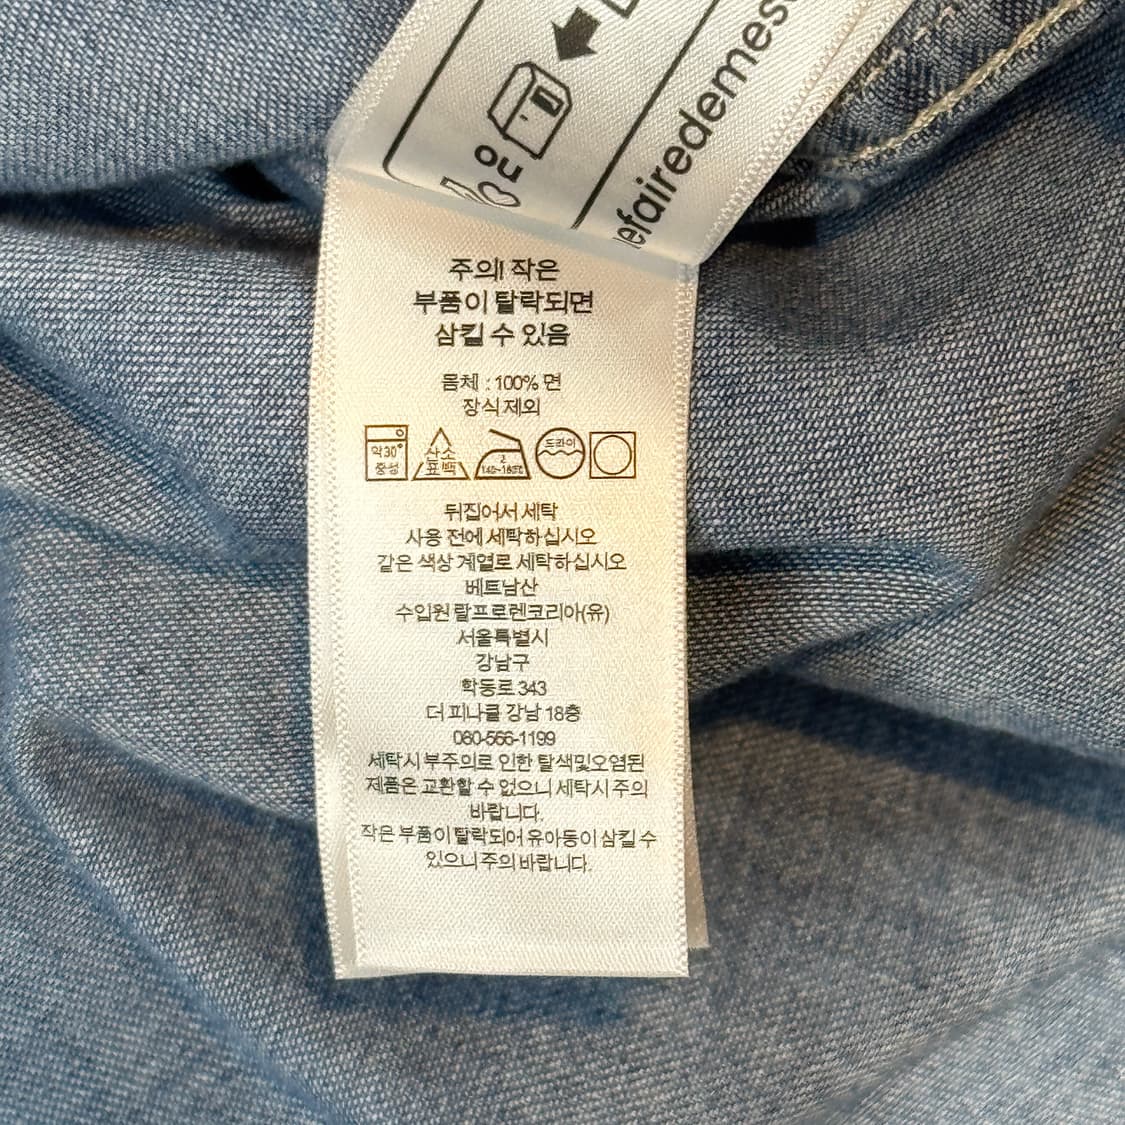 efairedemes
주의! 작은
부품이 탈락되면
삼킬 수 있음
몸체 : 100% 면
장식 제외
약30° 중성
산소 표백
2 140~160℃
드라이
뒤집어서 세탁
사용 전에 세탁하십시오
같은 색상 계열로 세탁하십시오
베트남산
수입원 랄프로렌코리아(유)
서울특별시
강남구
학동로 343
더 피나클 강남 18층
080-566-1199
세탁시 부주의로 인한 탈색및오염된
제품은 교환할 수 없으니 세탁시 주의
바랍니다.
작은 부품이 탈락되어 유아등이 삼킬 수
있으니 주의 바랍니다.